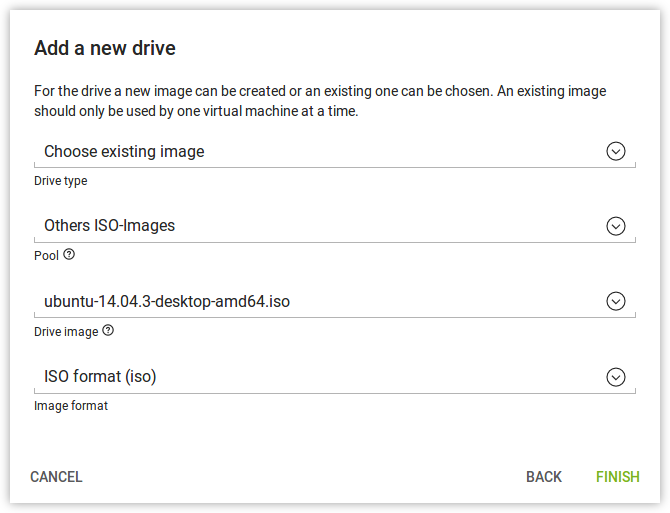 Add a new drive
For the drive a new image can be created or an existing one can be chosen. An existing image
should only be used by one virtual machine at a time.
Choose existing image
Drive type
Others ISO-Images
Pool ?
ubuntu-14.04.3-desktop-amd64.iso
Drive image ?
ISO format (iso)
Image format
CANCEL BACK FINISH